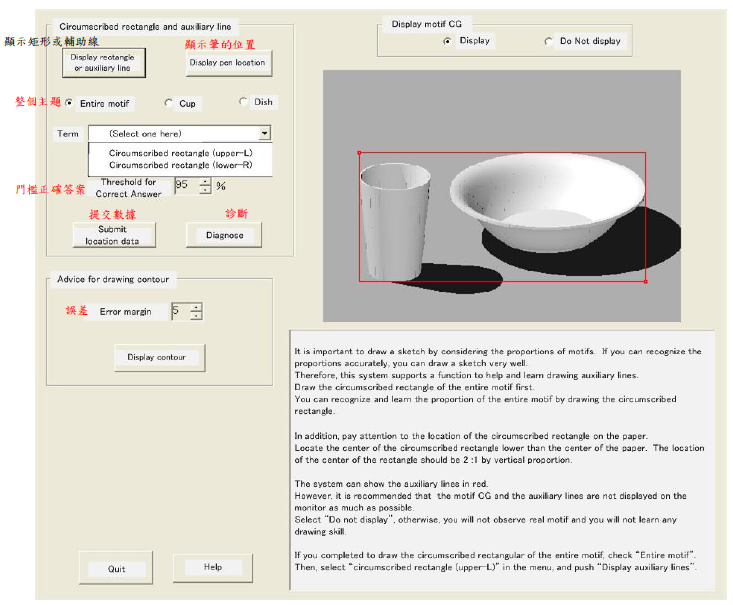 Circumscribed rectangle and auxiliary line
顯示矩形或輔助線
顯示筆的位置
Display rectangle
or auxiliary line
Display pen location
整個主題
Entire motif
Cup
Dish
Term
(Select one here)
Circumscribed rectangle (upper-L)
Circumscribed rectangle (lower-R)
門檻正確答案
Threshold for
Correct Answer
95
%
提交數據
診斷
Submit
location data
Diagnose
Advice for drawing contour
誤差
Error margin
5
Display contour
Quit
Help
Display motif CG
Display
Do Not display
It is important to draw a sketch by considering the proportions of motifs. If you can recognize the
proportions accurately, you can draw a sketch very well.
Therefore, this system supports a function to help and learn drawing auxiliary lines.
Draw the circumscribed rectangle of the entire motif first.
You can recognize and learn the proportion of the entire motif by drawing the circumscribed
rectangle.
In addition, pay attention to the location of the circumscribed rectangle on the paper.
Locate the center of the circumscribed rectangle lower than the center of the paper. The location
of the center of the rectangle should be 2 :1 by vertical proportion.
The system can show the auxiliary lines in red.
However, it is recommended that the motif CG and the auxiliary lines are not displayed on the
monitor as much as possible.
Select “Do not display”, otherwise, you will not observe real motif and you will not learn any
drawing skill.
If you completed to draw the circumscribed rectangular of the entire motif, check “Entire motif”.
Then, select “circumscribed rectangle (upper-L)” in the menu, and push “Display auxiliary lines”.